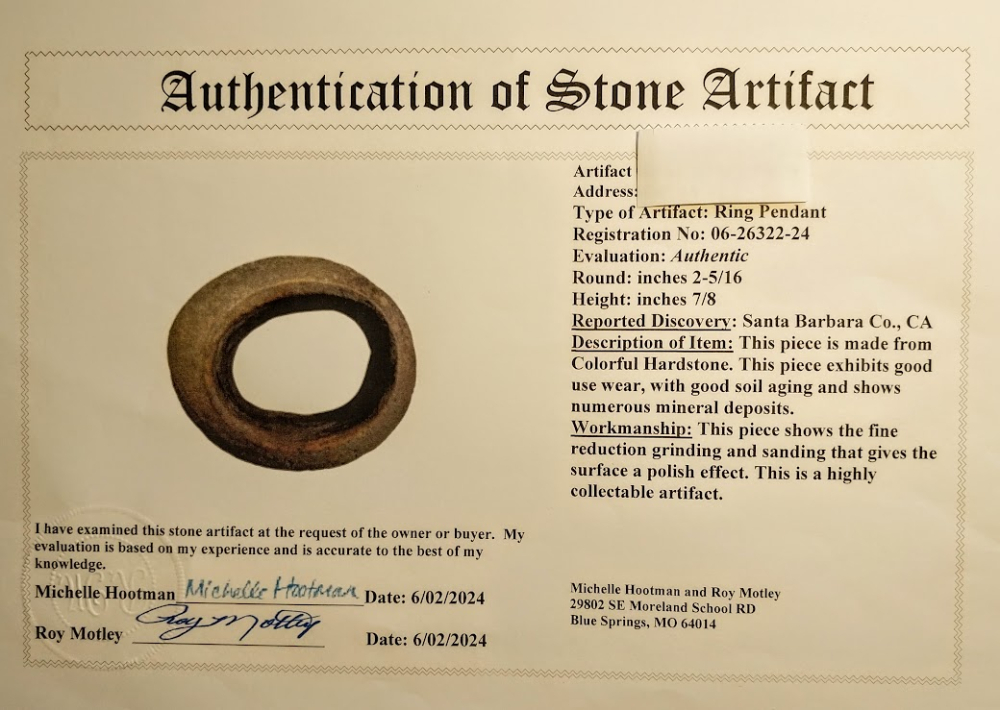 Authentication of Stone Artifact
Artifact
Address:
Type of Artifact: Ring Pendant
Registration No: 06-26322-24
Evaluation: Authentic
Round: inches 2-5/16
Height: inches 7/8
Reported Discovery: Santa Barbara Co., CA
Description of Item: This piece is made from
Colorful Hardstone. This piece exhibits good
use wear, with good soil aging and shows
numerous mineral deposits.
Workmanship: This piece shows the fine
reduction grinding and sanding that gives the
surface a polish effect. This is a highly
collectable artifact.
I have examined this stone artifact at the request of the owner or buyer. My
evaluation is based on my experience and is accurate to the best of my
knowledge.
Michelle Hootman Michelle Hootman Date: 6/02/2024
Roy Motley Roy Motley Date: 6/02/2024
Michelle Hootman and Roy Motley
29802 SE Moreland School RD
Blue Springs, MO 64014